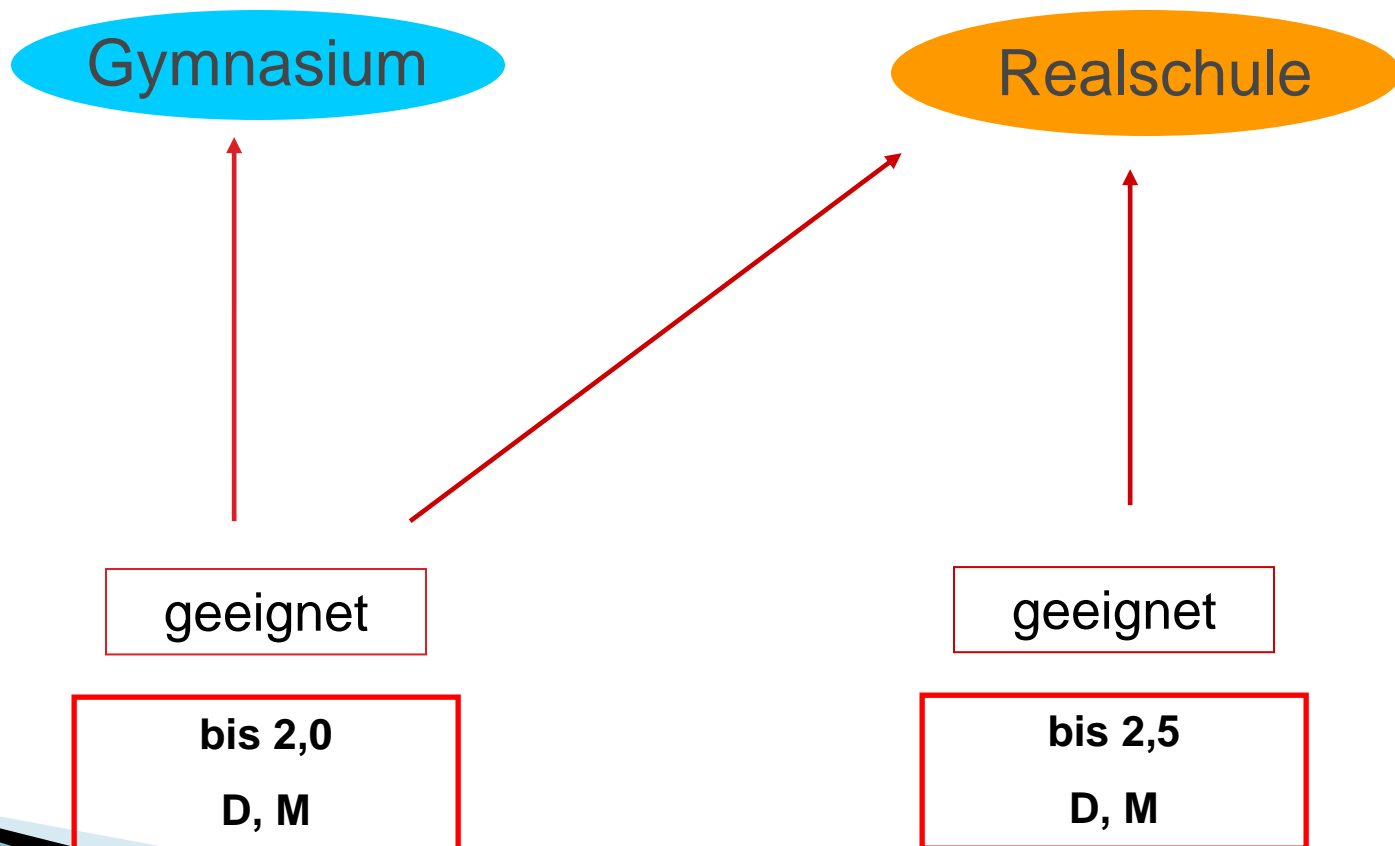 Gymnasium
Realschule
geeignet
geeignet
bis 2,0
D, M
bis 2,5
D, M